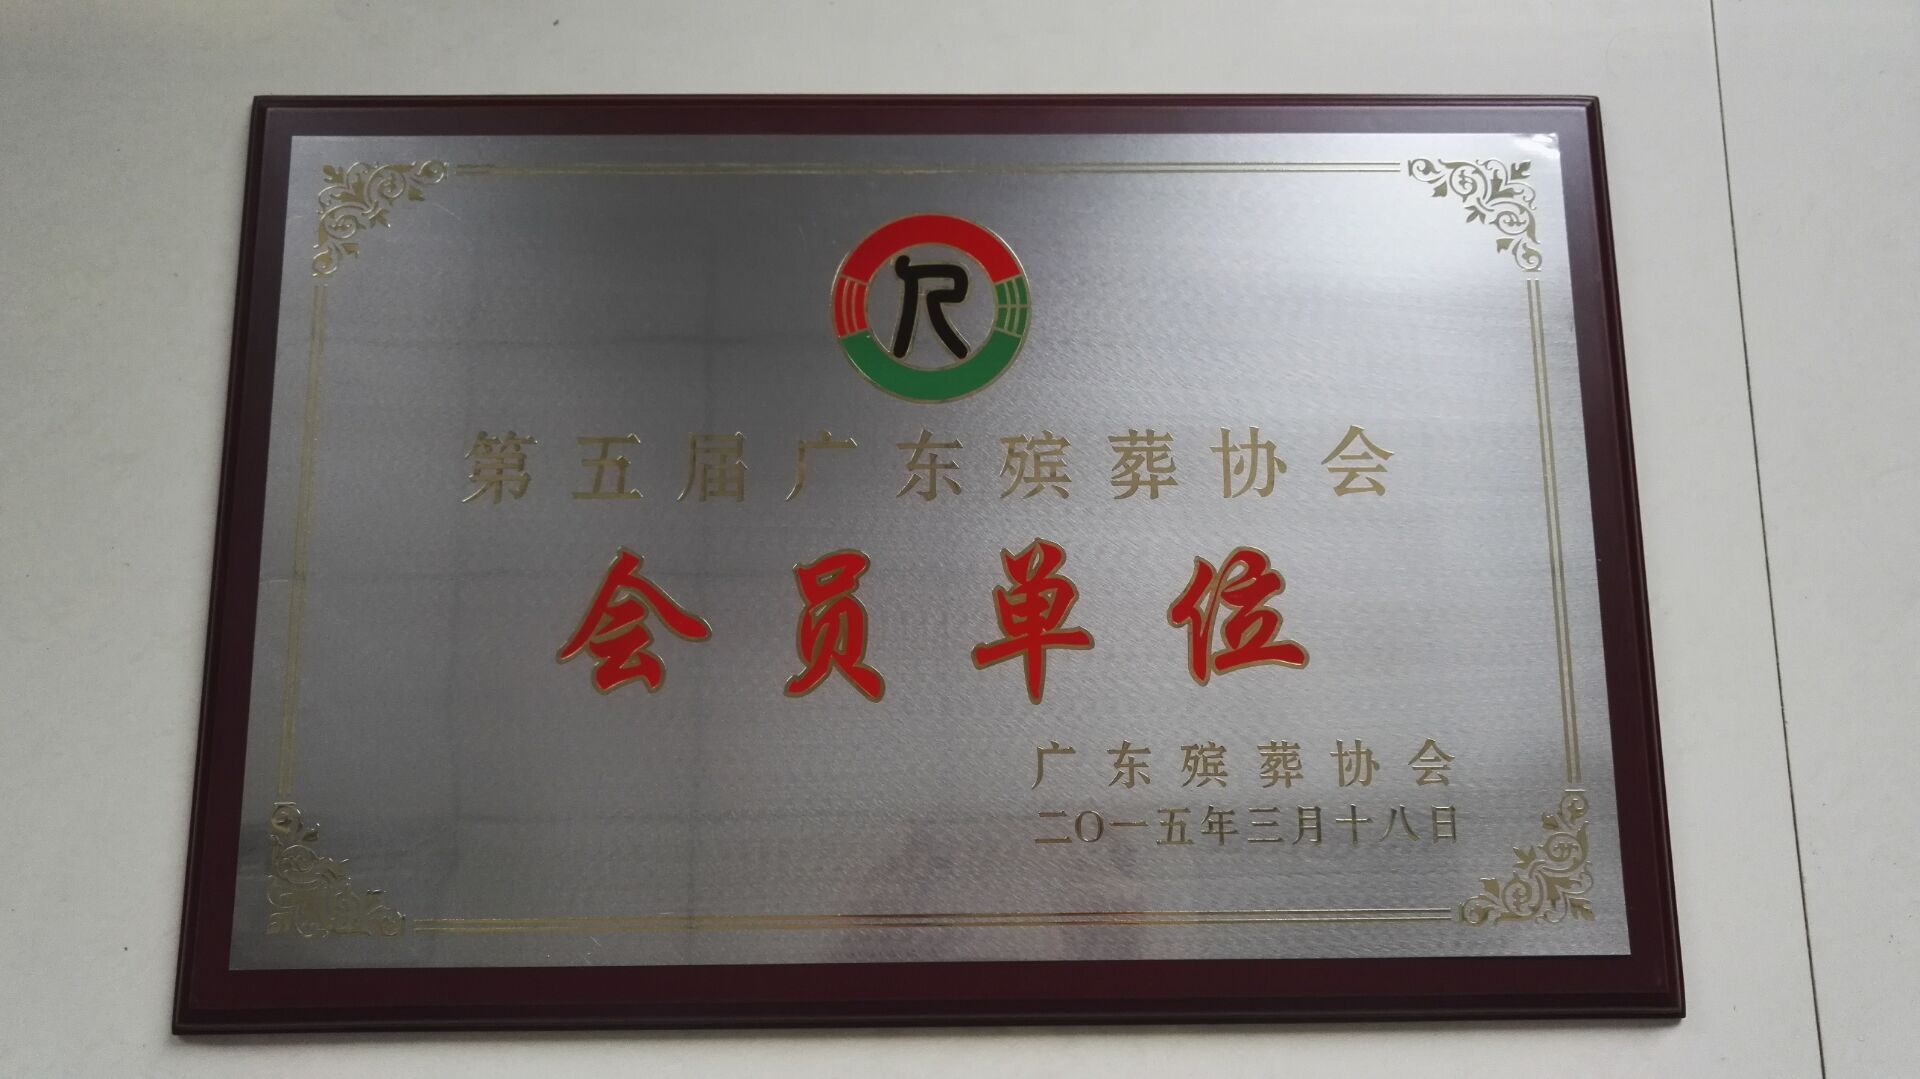 第五届广东殡葬协会
会员单位
广东殡葬协会
二〇一五年三月十八日